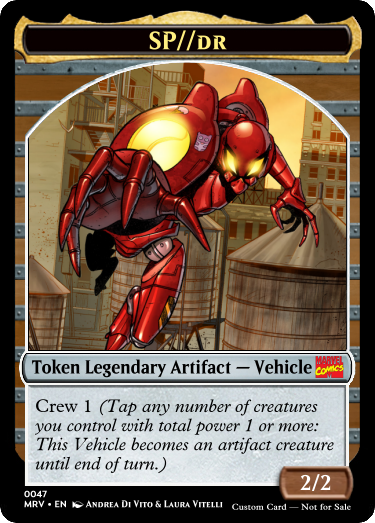 SP//DR
Token Legendary Artifact — Vehicle
MARVEL
COMICS
Crew 1 (Tap any number of creatures
you control with total power 1 or more:
This Vehicle becomes an artifact creature
until end of turn.)
2/2
0047
MRV • EN Andrea Di Vito & Laura Vitelli
Custom Card — Not for Sale